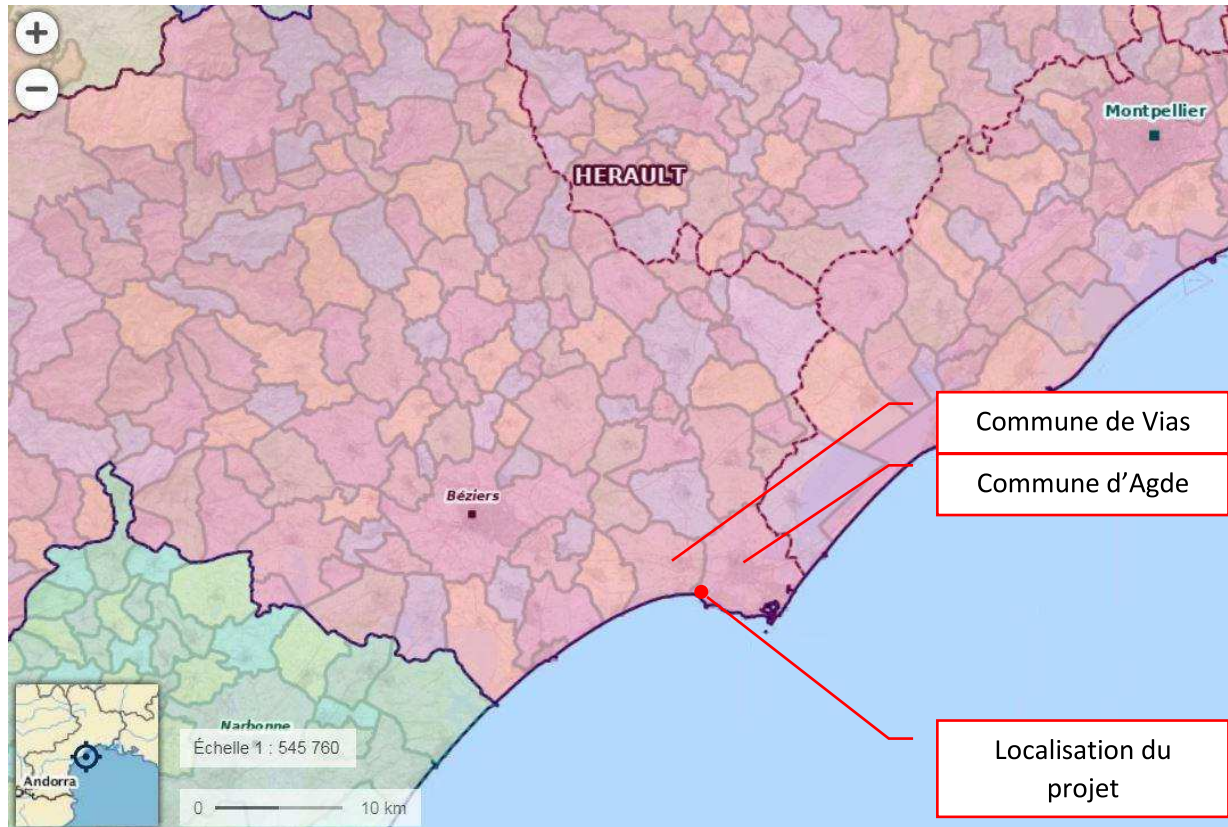 +
Montpellier
−
HERAULT
Commune de Vias
Commune d’Agde
Béziers
Narbonne
Échelle 1 : 545 760
Localisation du
projet
Andorra
0 10 km